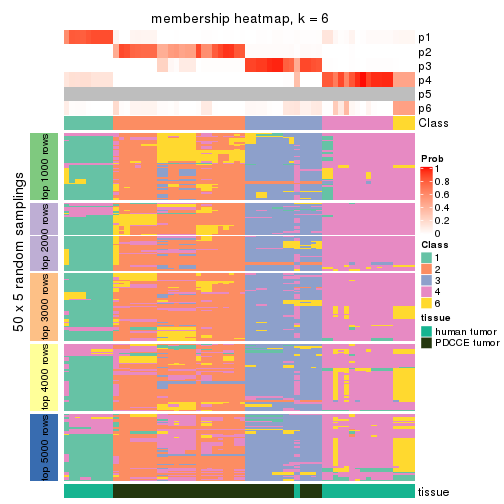 membership heatmap, k = 6
p1
p2
p3
p4
p5
p6
Class
50 x 5 random samplings
top 1000 rows
top 2000 rows
top 3000 rows
top 4000 rows
top 5000 rows
tissue
Prob
1
0.8
0.6
0.4
0.2
0
Class
1
2
3
4
6
tissue
human tumor
PDCCE tumor